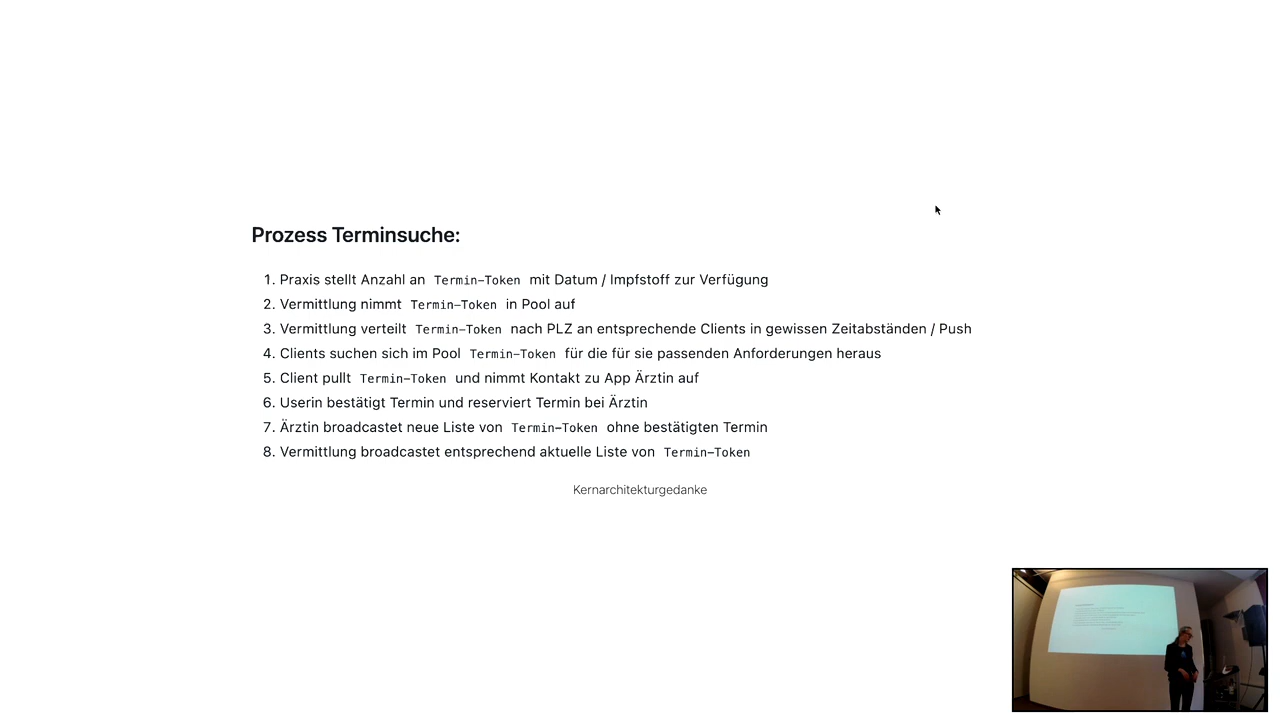 Prozess Terminsuche:
1. Praxis stellt Anzahl an Termin-Token mit Datum / Impfstoff zur Verfügung
2. Vermittlung nimmt Termin-Token in Pool auf
3. Vermittlung verteilt Termin-Token nach PLZ an entsprechende Clients in gewissen Zeitabständen / Push
4. Clients suchen sich im Pool Termin-Token für die für sie passenden Anforderungen heraus
5. Client pullt Termin-Token und nimmt Kontakt zu App Ärztin auf
6. Userin bestätigt Termin und reserviert Termin bei Ärztin
7. Ärztin broadcastet neue Liste von Termin-Token ohne bestätigten Termin
8. Vermittlung broadcastet entsprechend aktuelle Liste von Termin-Token
Kernarchitekturgedanke